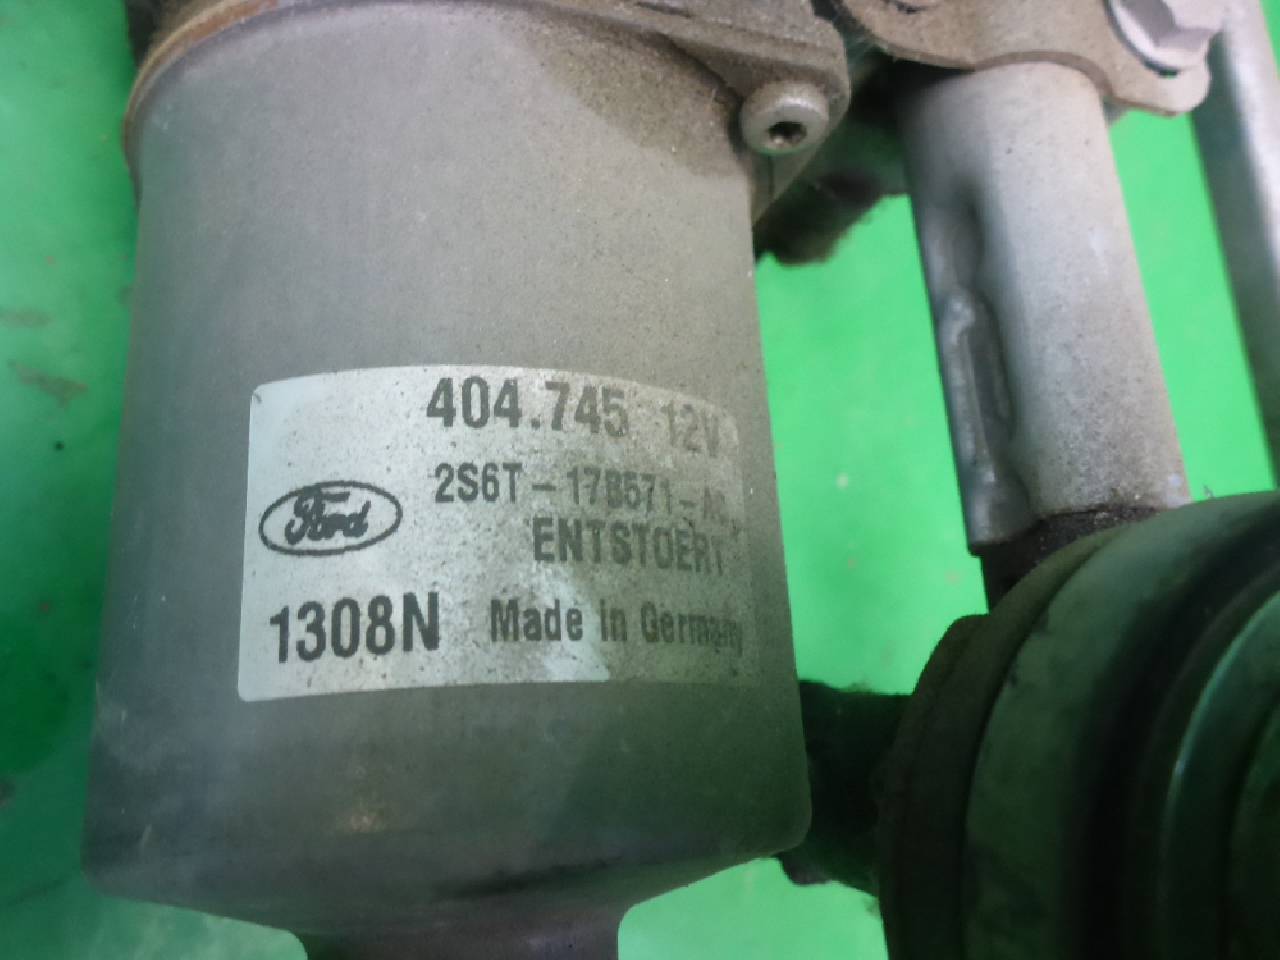 404.745 12V
2S6T-17B571-
Ford
ENTSTOERT
1308N Made in Germany